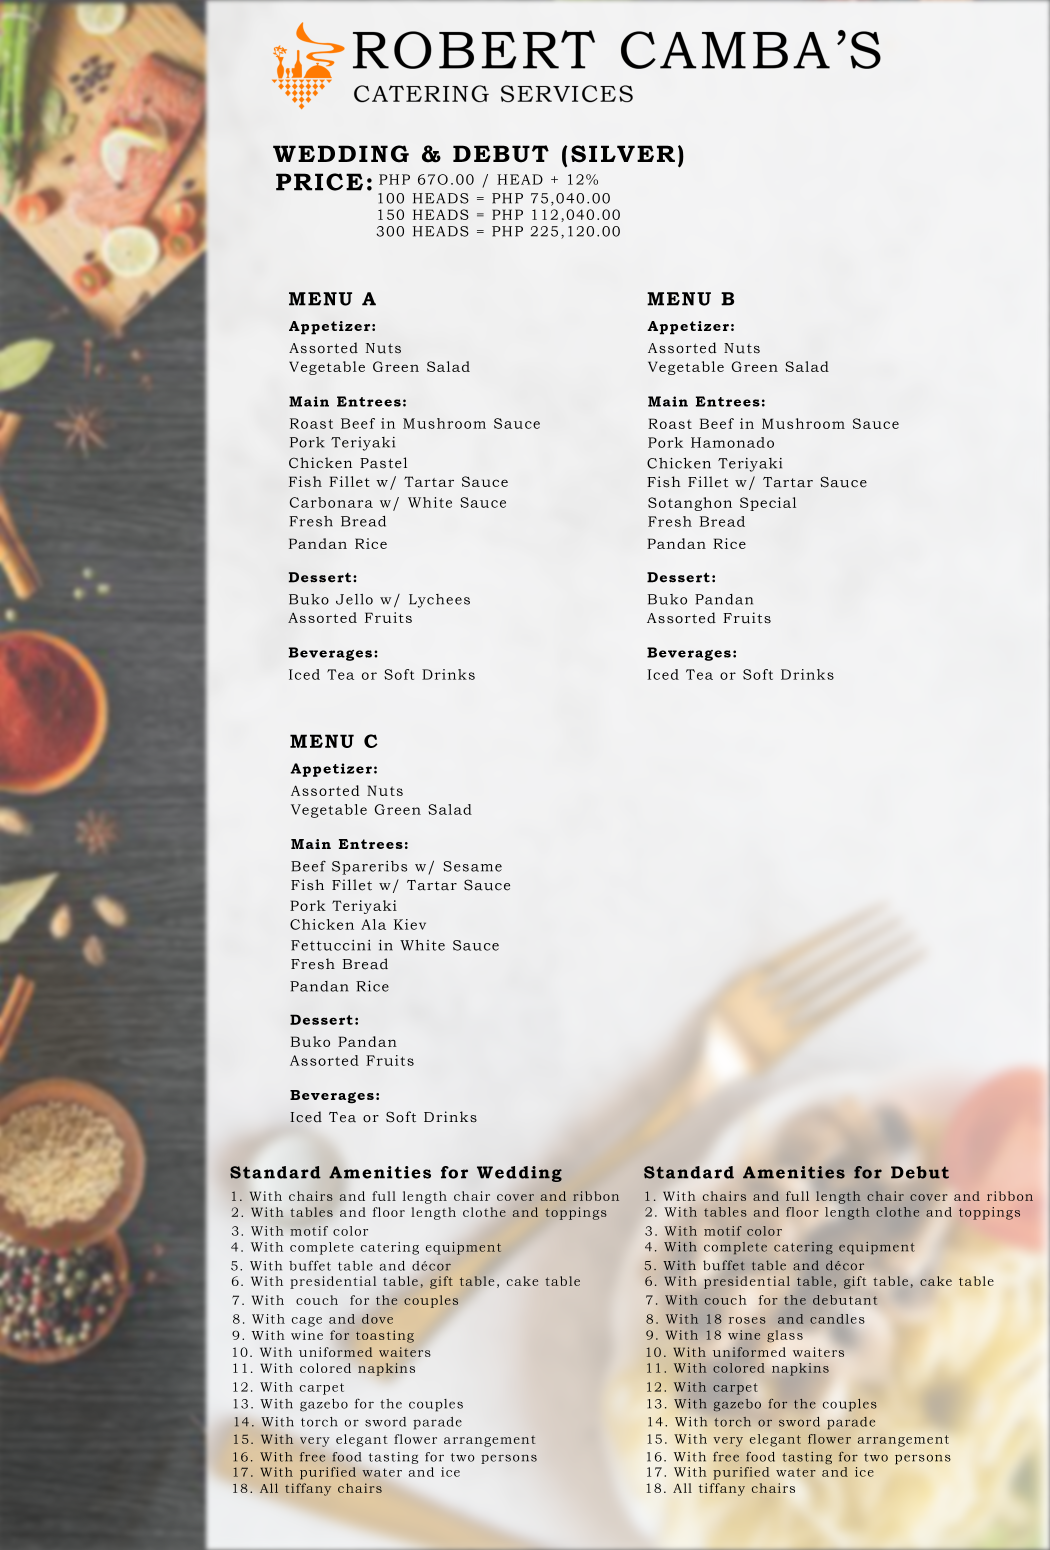 ROBERT CAMBA'S
CATERING SERVICES
WEDDING & DEBUT (SILVER)
PRICE: PHP 67O.00 / HEAD + 12%
100 HEADS = PHP 75,040.00
150 HEADS = PHP 112,040.00
300 HEADS = PHP 225,120.00
MENU A
Appetizer:
Assorted Nuts
Vegetable Green Salad
Main Entrees:
Roast Beef in Mushroom Sauce
Pork Teriyaki
Chicken Pastel
Fish Fillet w/ Tartar Sauce
Carbonara w/ White Sauce
Fresh Bread
Pandan Rice
Dessert:
Buko Jello w/ Lychees
Assorted Fruits
Beverages:
Iced Tea or Soft Drinks
MENU B
Appetizer:
Assorted Nuts
Vegetable Green Salad
Main Entrees:
Roast Beef in Mushroom Sauce
Pork Hamonado
Chicken Teriyaki
Fish Fillet w/ Tartar Sauce
Sotanghon Special
Fresh Bread
Pandan Rice
Dessert:
Buko Pandan
Assorted Fruits
Beverages:
Iced Tea or Soft Drinks
MENU C
Appetizer:
Assorted Nuts
Vegetable Green Salad
Main Entrees:
Beef Spareribs w/ Sesame
Fish Fillet w/ Tartar Sauce
Pork Teriyaki
Chicken Ala Kiev
Fettuccini in White Sauce
Fresh Bread
Pandan Rice
Dessert:
Buko Pandan
Assorted Fruits
Beverages:
Iced Tea or Soft Drinks
Standard Amenities for Wedding
1. With chairs and full length chair cover and ribbon
2. With tables and floor length clothe and toppings
3. With motif color
4. With complete catering equipment
5. With buffet table and décor
6. With presidential table, gift table, cake table
7. With couch for the couples
8. With cage and dove
9. With wine for toasting
10. With uniformed waiters
11. With colored napkins
12. With carpet
13. With gazebo for the couples
14. With torch or sword parade
15. With very elegant flower arrangement
16. With free food tasting for two persons
17. With purified water and ice
18. All tiffany chairs
Standard Amenities for Debut
1. With chairs and full length chair cover and ribbon
2. With tables and floor length clothe and toppings
3. With motif color
4. With complete catering equipment
5. With buffet table and décor
6. With presidential table, gift table, cake table
7. With couch for the debutant
8. With 18 roses and candles
9. With 18 wine glass
10. With uniformed waiters
11. With colored napkins
12. With carpet
13. With gazebo for the couples
14. With torch or sword parade
15. With very elegant flower arrangement
16. With free food tasting for two persons
17. With purified water and ice
18. All tiffany chairs